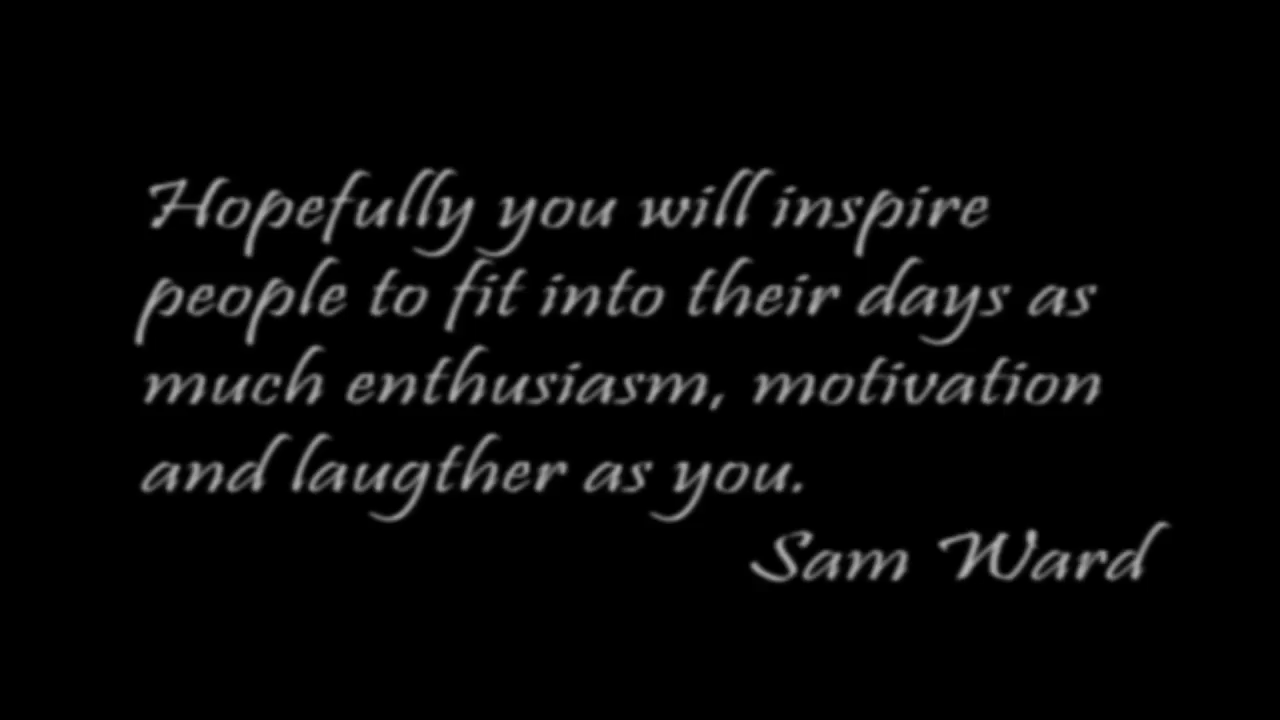 Hopefully you will inspire
people to fit into their days as
much enthusiasm, motivation
and laugther as you.
Sam Ward